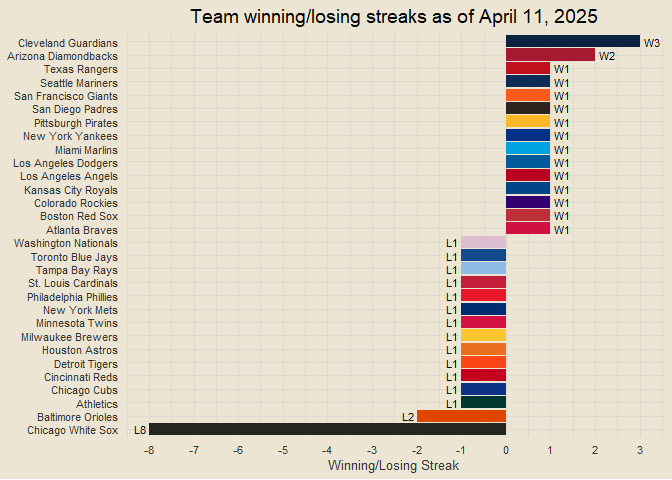 Team winning/losing streaks as of April 11, 2025
Cleveland Guardians W3
Arizona Diamondbacks W2
Texas Rangers W1
Seattle Mariners W1
San Francisco Giants W1
San Diego Padres W1
Pittsburgh Pirates W1
New York Yankees W1
Miami Marlins W1
Los Angeles Dodgers W1
Los Angeles Angels W1
Kansas City Royals W1
Colorado Rockies W1
Boston Red Sox W1
Atlanta Braves W1
Washington Nationals L1
Toronto Blue Jays L1
Tampa Bay Rays L1
St. Louis Cardinals L1
Philadelphia Phillies L1
New York Mets L1
Minnesota Twins L1
Milwaukee Brewers L1
Houston Astros L1
Detroit Tigers L1
Cincinnati Reds L1
Chicago Cubs L1
Athletics L1
Baltimore Orioles L2
Chicago White Sox L8
-8 -7 -6 -5 -4 -3 -2 -1 0 1 2 3
Winning/Losing Streak